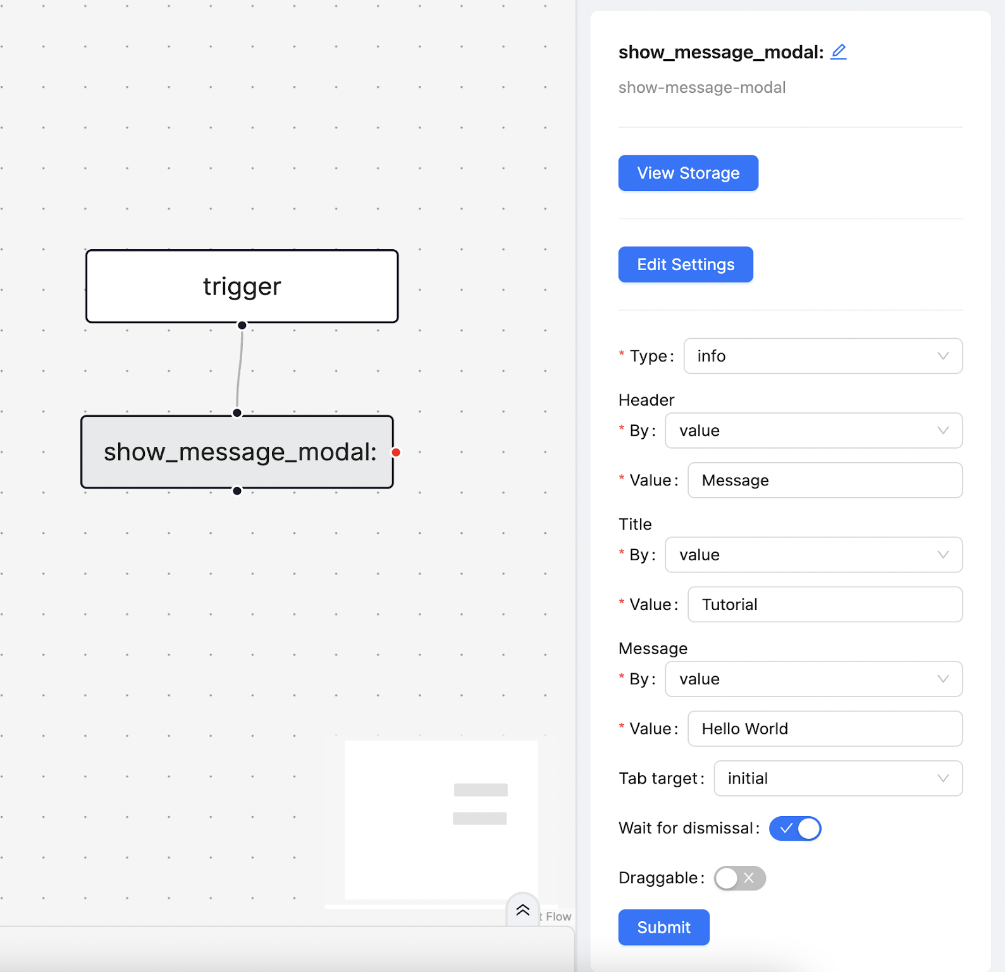 trigger
show_message_modal:
t Flow
show_message_modal:
show-message-modal
View Storage
Edit Settings
* Type: info
Header
* By: value
* Value: Message
Title
* By: value
* Value: Tutorial
Message
* By: value
* Value: Hello World
Tab target: initial
Wait for dismissal:
Draggable:
Submit